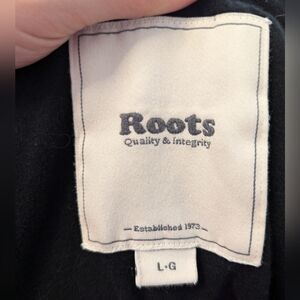 Roots
Quality & integrity
Established 1973
L·G